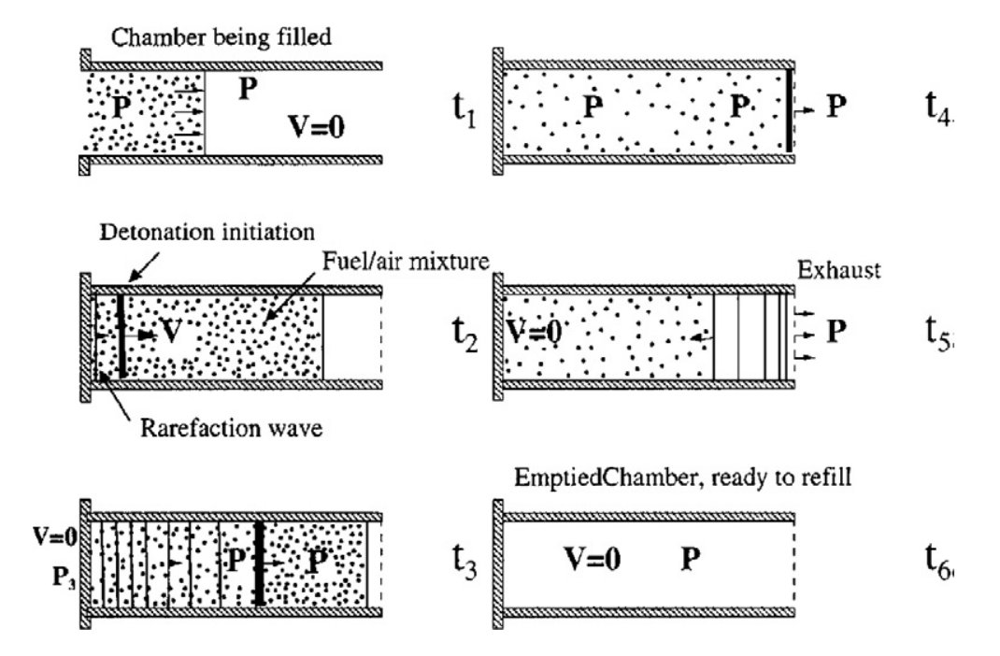 Chamber being filled
P
P
V=0
t1
P
P
P
t4
Detonation initiation
Fuel/air mixture
V
t2
Rarefaction wave
Exhaust
V=0
P
t5
V=0
P3
P
P
t3
EmptiedChamber, ready to refill
V=0
P
t6